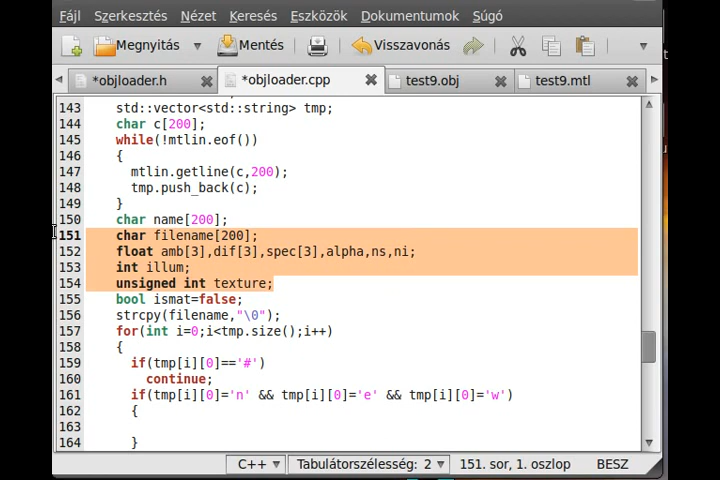 Fájl Szerkesztés Nézet Keresés Eszközök Dokumentumok Súgó
Megnyitás Mentés Visszavonás
*objloader.h *objloader.cpp test9.obj test9.mtl
143 std::vector<std::string> tmp;
144 char c[200];
145 while(!mtlin.eof())
146 {
147 mtlin.getline(c,200);
148 tmp.push_back(c);
149 }
150 char name[200];
151 char filename[200];
152 float amb[3],dif[3],spec[3],alpha,ns,ni;
153 int illum;
154 unsigned int texture;
155 bool ismat=false;
156 strcpy(filename,"\0");
157 for(int i=0;i<tmp.size();i++)
158 {
159 if(tmp[i][0]=='#')
160 continue;
161 if(tmp[i][0]='n' && tmp[i][0]='e' && tmp[i][0]='w')
162 {
163
164 }
C++ Tabulátorszélesség: 2 151. sor, 1. oszlop BESZ